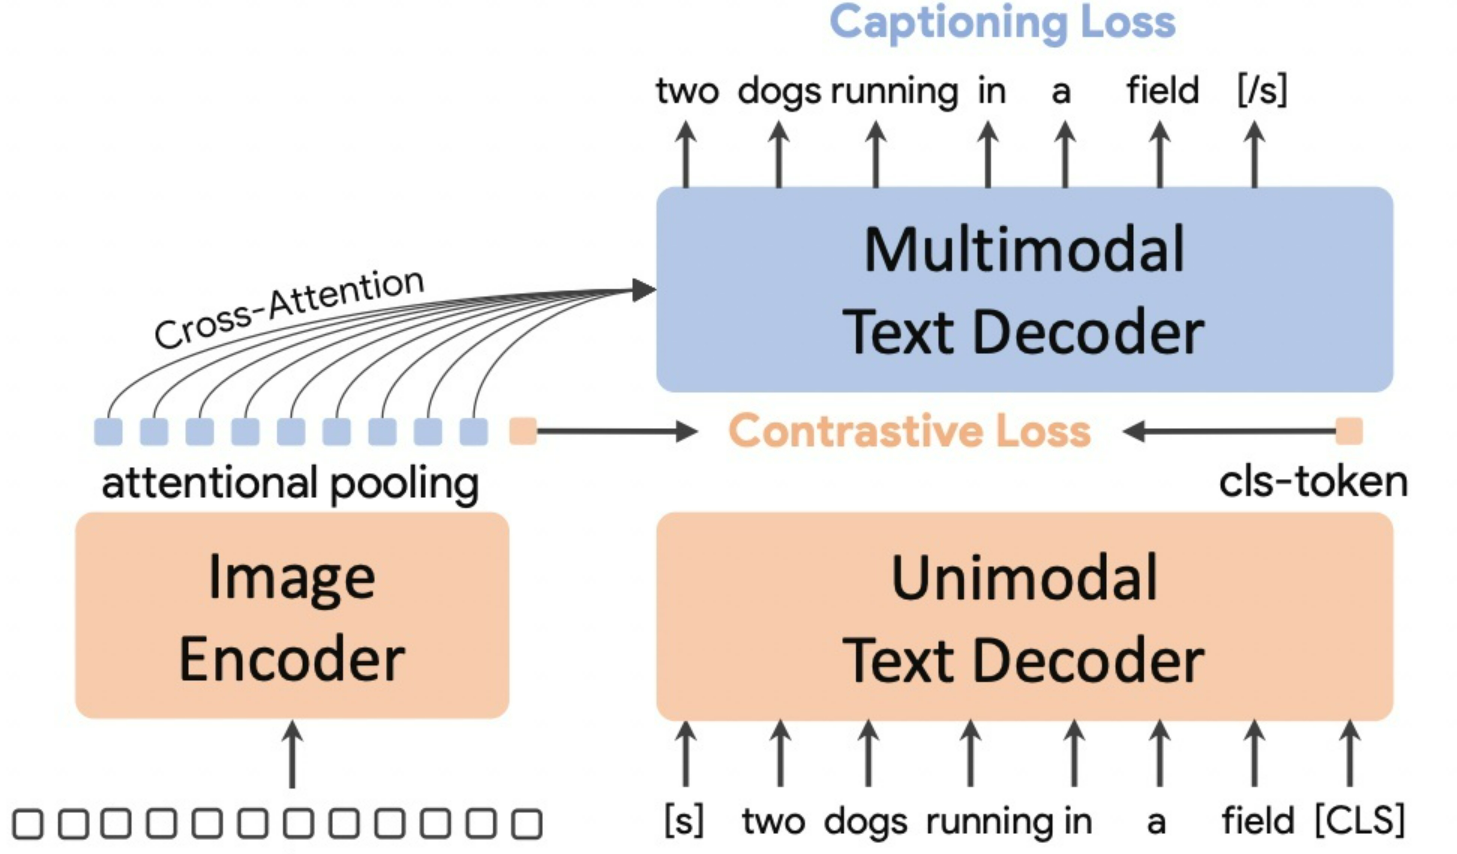 Captioning Loss
two dogs running in a field [/s]
Multimodal
Text Decoder
Cross-Attention
Contrastive Loss
attentional pooling
cls-token
Image
Encoder
Unimodal
Text Decoder
[s] two dogs running in a field [CLS]